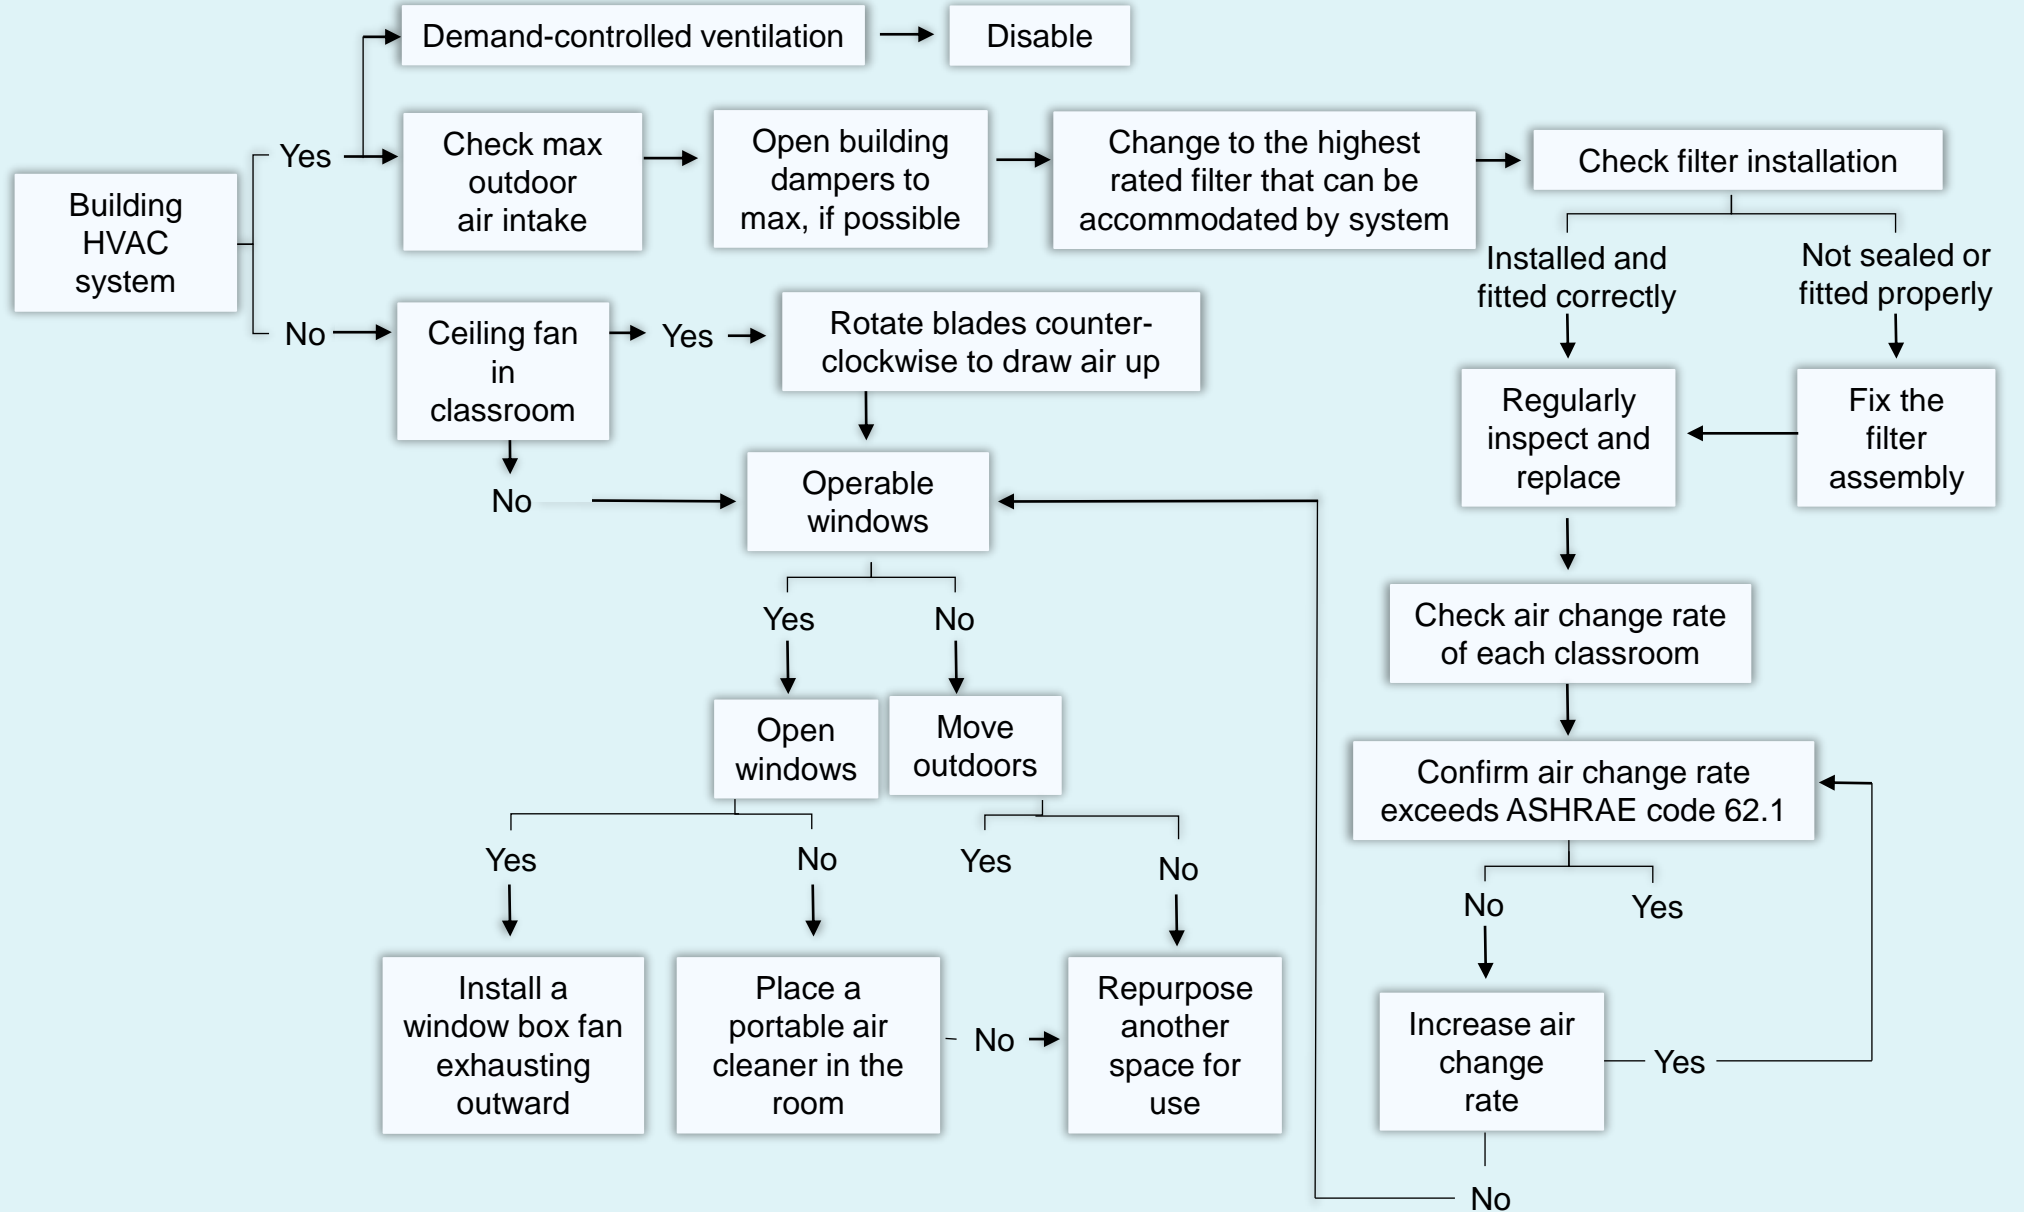 Demand-controlled ventilation
Disable
Building
HVAC
system
Yes
Check max
outdoor
air intake
Open building
dampers to
max, if possible
Change to the highest
rated filter that can be
accommodated by system
Check filter installation
Installed and
fitted correctly
Not sealed or
fitted properly
No
Ceiling fan
in
classroom
Yes
Rotate blades counter-
clockwise to draw air up
Regularly
inspect and
replace
Fix the
filter
assembly
No
Operable
windows
Yes
No
Check air change rate
of each classroom
Open
windows
Move
outdoors
Confirm air change rate
exceeds ASHRAE code 62.1
Yes
No
Yes
No
No
Yes
Install a
window box fan
exhausting
outward
Place a
portable air
cleaner in the
room
No
Repurpose
another
space for
use
Increase air
change
rate
Yes
No